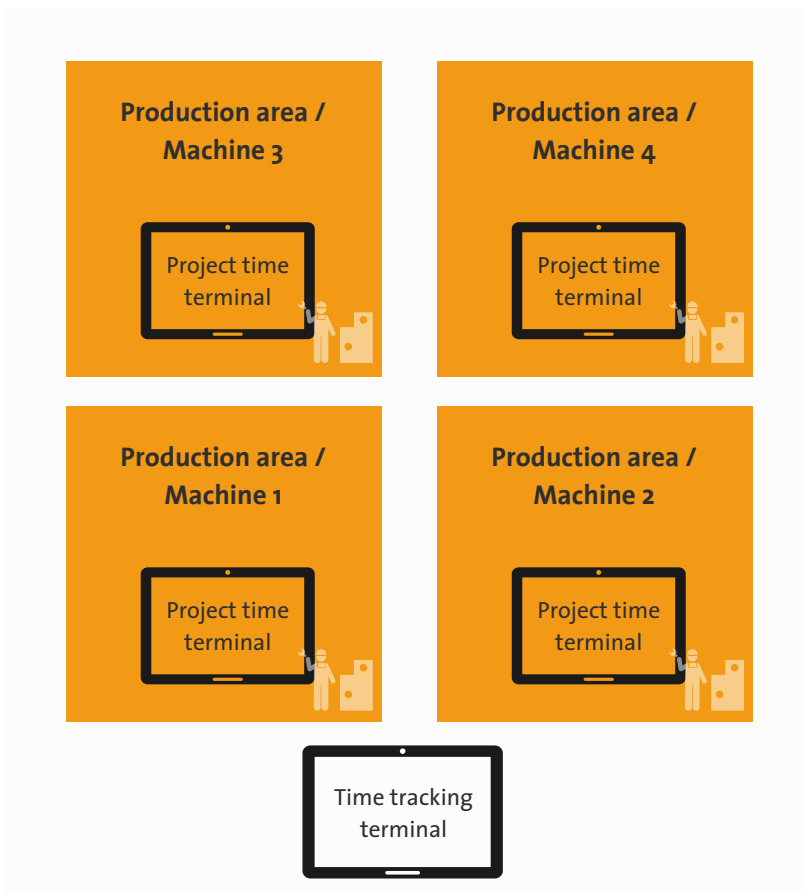 Production area /
Machine 3
Project time
terminal
Production area /
Machine 4
Project time
terminal
Production area /
Machine 1
Project time
terminal
Production area /
Machine 2
Project time
terminal
Time tracking
terminal